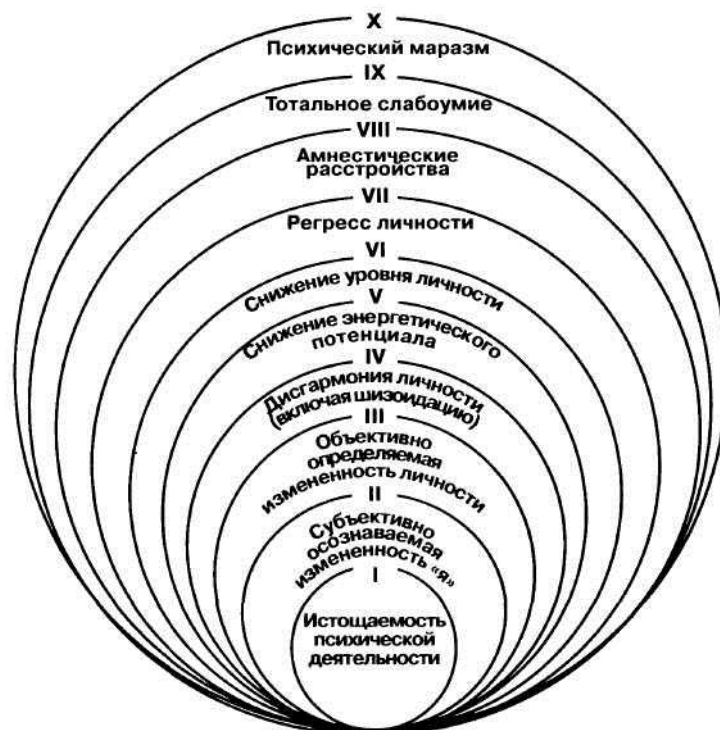 X
Психический маразм
IX
Тотальное слабоумие
VIII
Амнестические
расстройства
VII
Регресс личности
VI
Снижение уровня личности
V
Снижение энергетического
потенциала
IV
Дисгармония личности
(включая шизоидацию)
III
Объективно
определяемая
измененность личности
II
Субъективно
осознаваемая
измененность «я»
I
Истощаемость
психической
деятельности